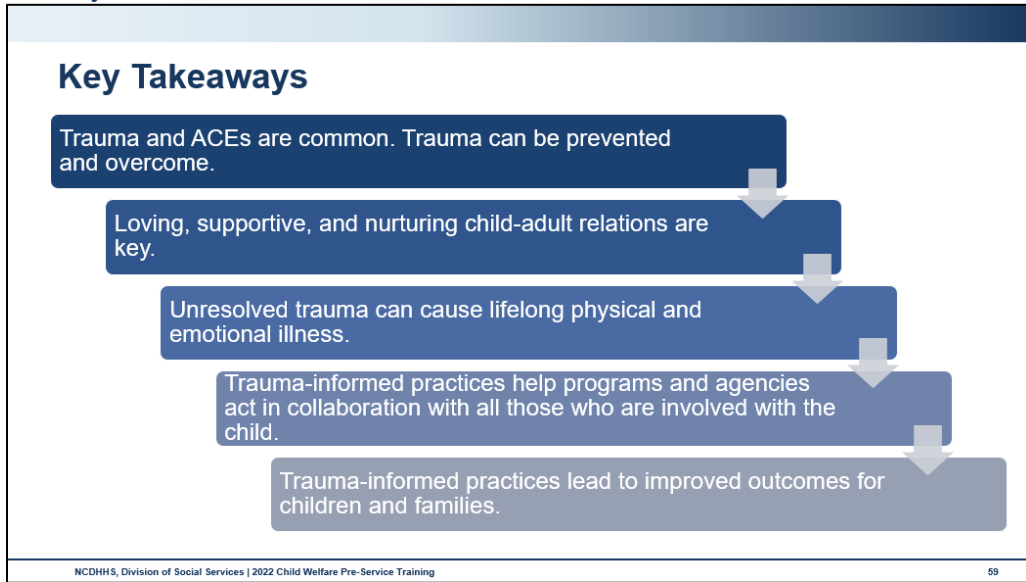 Key Takeaways
Trauma and ACEs are common. Trauma can be prevented
and overcome.
Loving, supportive, and nurturing child-adult relations are
key.
Unresolved trauma can cause lifelong physical and
emotional illness.
Trauma-informed practices help programs and agencies
act in collaboration with all those who are involved with the
child.
Trauma-informed practices lead to improved outcomes for
children and families.
NCDHHS, Division of Social Services | 2022 Child Welfare Pre-Service Training
59